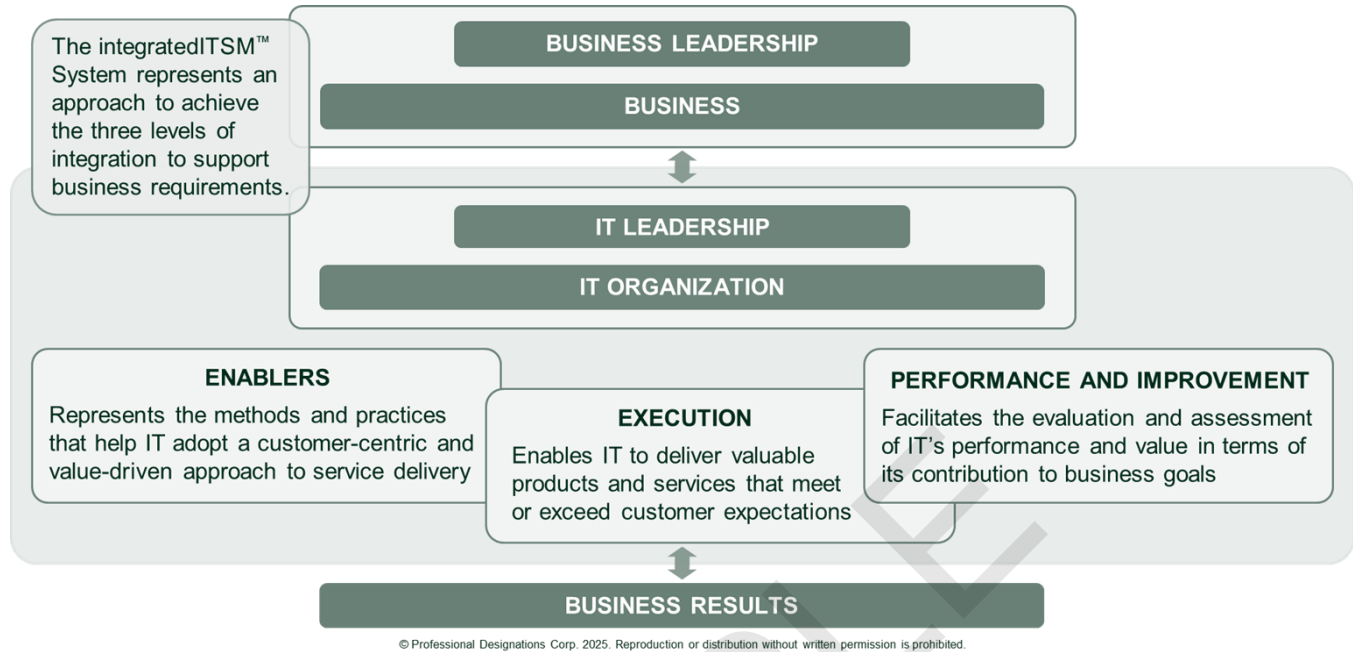 The integratedITSM™
System represents an
approach to achieve
the three levels of
integration to support
business requirements.
BUSINESS LEADERSHIP
BUSINESS
IT LEADERSHIP
IT ORGANIZATION
ENABLERS
Represents the methods and practices
that help IT adopt a customer-centric and
value-driven approach to service delivery
EXECUTION
Enables IT to deliver valuable
products and services that meet
or exceed customer expectations
PERFORMANCE AND IMPROVEMENT
Facilitates the evaluation and assessment
of IT’s performance and value in terms of
its contribution to business goals
BUSINESS RESULTS
© Professional Designations Corp. 2025. Reproduction or distribution without written permission is prohibited.